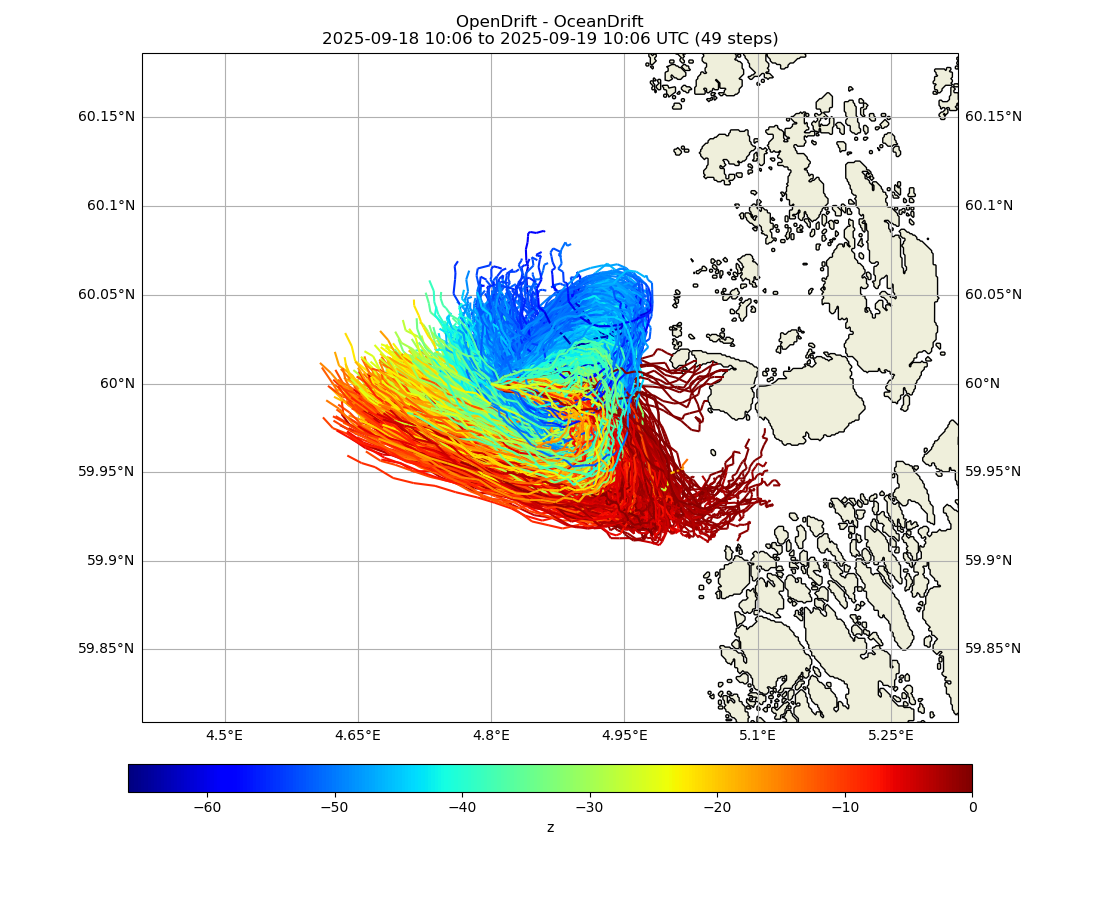 OpenDrift - OceanDrift
2025-09-18 10:06 to 2025-09-19 10:06 UTC (49 steps)
60.15°N 60.15°N
60.1°N 60.1°N
60.05°N 60.05°N
60°N 60°N
59.95°N 59.95°N
59.9°N 59.9°N
59.85°N 59.85°N
4.5°E 4.65°E 4.8°E 4.95°E 5.1°E 5.25°E
−60 −50 −40 −30 −20 −10 0
z